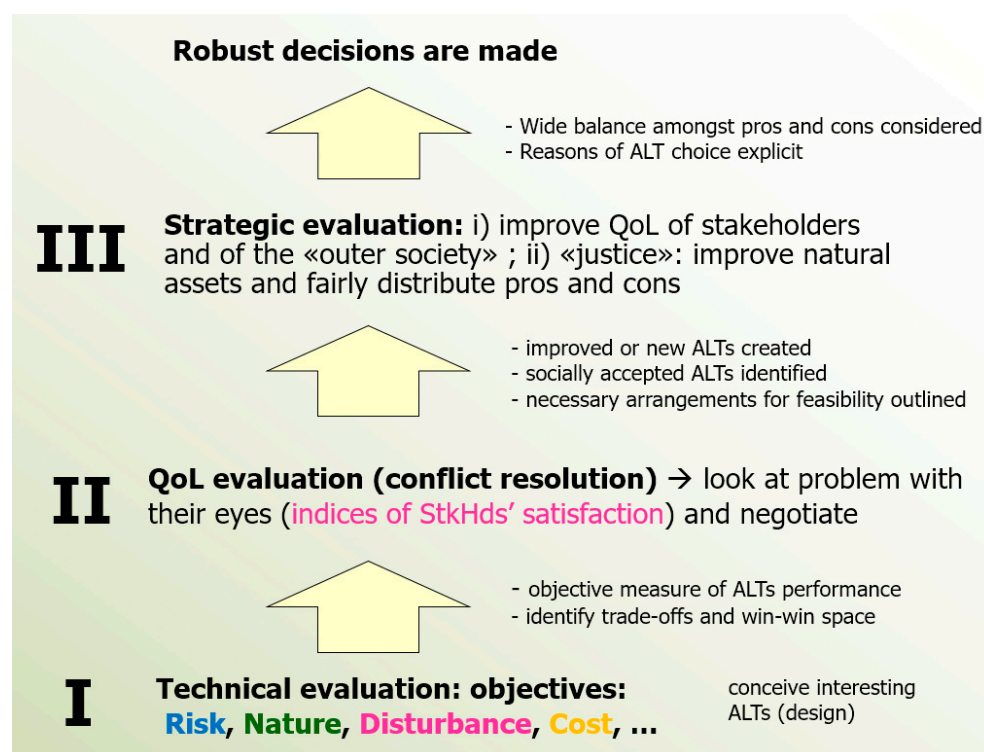 Robust decisions are made
- Wide balance amongst pros and cons considered
- Reasons of ALT choice explicit
III
Strategic evaluation: i) improve QoL of stakeholders
and of the «outer society» ; ii) «justice»: improve natural
assets and fairly distribute pros and cons
- improved or new ALTs created
- socially accepted ALTs identified
- necessary arrangements for feasibility outlined
II
QoL evaluation (conflict resolution) → look at problem with
their eyes (indices of StkHds’ satisfaction) and negotiate
- objective measure of ALTs performance
- identify trade-offs and win-win space
I
Technical evaluation: objectives:
Risk, Nature, Disturbance, Cost, ...
conceive interesting
ALTs (design)